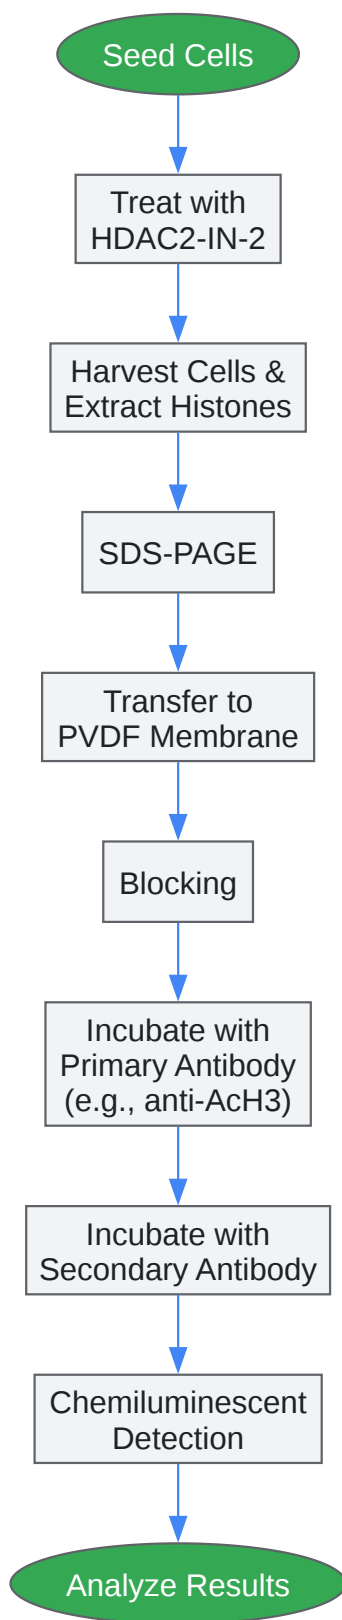 Seed Cells
Treat with
HDAC2-IN-2
Harvest Cells &
Extract Histones
SDS-PAGE
Transfer to
PVDF Membrane
Blocking
Incubate with
Primary Antibody
(e.g., anti-AcH3)
Incubate with
Secondary Antibody
Chemiluminescent
Detection
Analyze Results